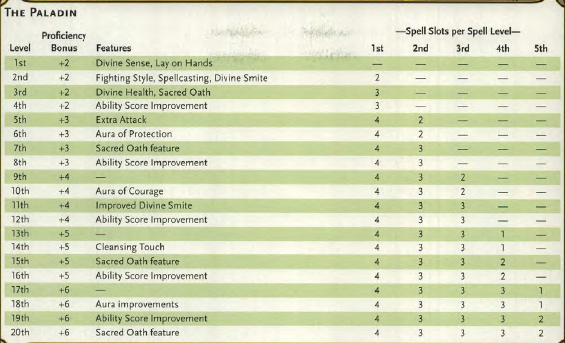 THE PALADIN
—Spell Slots per Spell Level—
Proficiency
Level Bonus Features 1st 2nd 3rd 4th 5th
1st +2 Divine Sense, Lay on Hands — — — — —
2nd +2 Fighting Style, Spellcasting, Divine Smite 2 — — — —
3rd +2 Divine Health, Sacred Oath 3 — — — —
4th +2 Ability Score Improvement 3 — — — —
5th +3 Extra Attack 4 2 — — —
6th +3 Aura of Protection 4 2 — — —
7th +3 Sacred Oath feature 4 3 — — —
8th +3 Ability Score Improvement 4 3 — — —
9th +4 — 4 3 2 — —
10th +4 Aura of Courage 4 3 2 — —
11th +4 Improved Divine Smite 4 3 3 — —
12th +4 Ability Score Improvement 4 3 3 — —
13th +5 — 4 3 3 1 —
14th +5 Cleansing Touch 4 3 3 1 —
15th +5 Sacred Oath feature 4 3 3 2 —
16th +5 Ability Score Improvement 4 3 3 2 —
17th +6 — 4 3 3 3 1
18th +6 Aura improvements 4 3 3 3 1
19th +6 Ability Score Improvement 4 3 3 3 2
20th +6 Sacred Oath feature 4 3 3 3 2